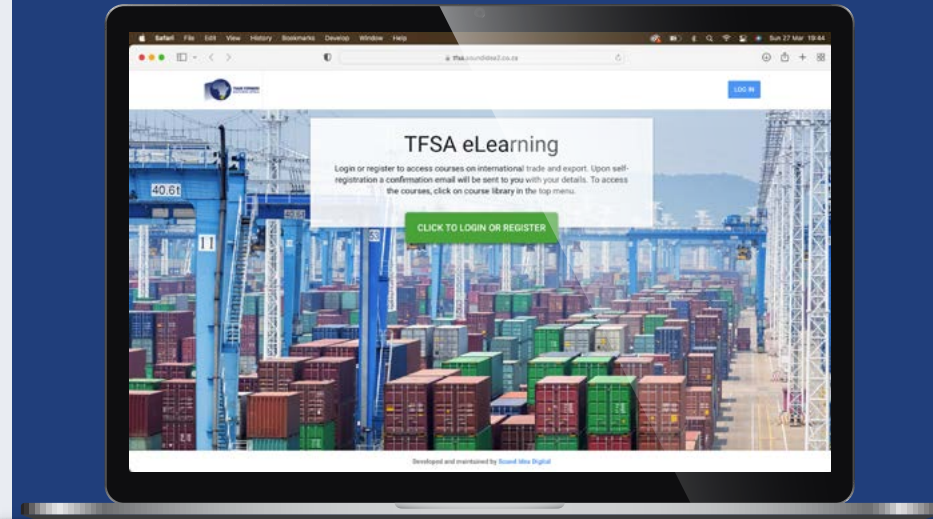 Safari File Edit View History Bookmarks Develop Window Help
Sun 27 Mar 19:44
LOG IN
TFSA eLearning
Login or register to access courses on international trade and export. Upon self-
registration a confirmation email will be sent to you with your details. To access
the courses, click on course library in the top menu.
CLICK TO LOGIN OR REGISTER
40.6t
11
63
Developed and maintained by Sound Idea Digital